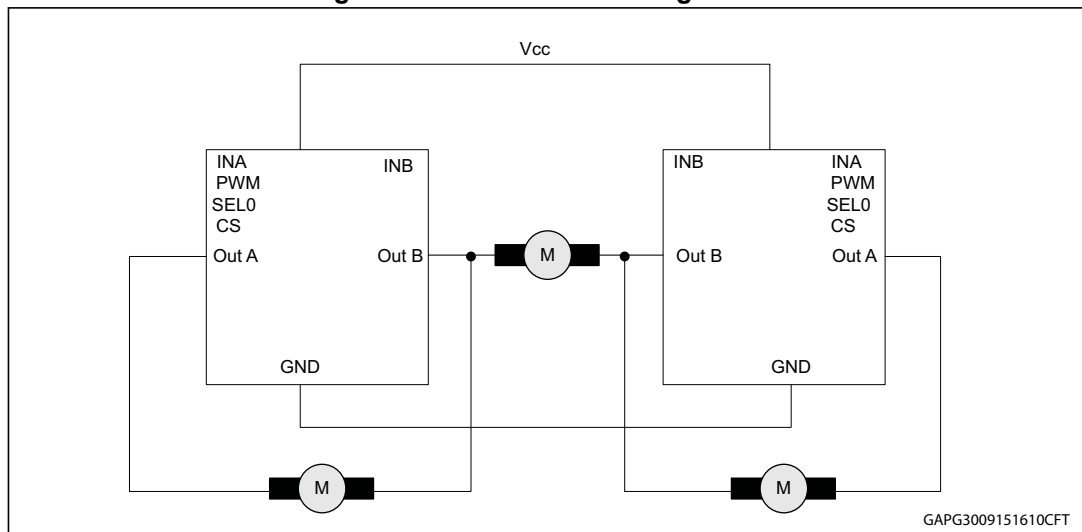 Vcc
INA
PWM
SEL0
CS
Out A
INB
Out B
GND
M
INB
Out B
INA
PWM
SEL0
CS
Out A
GND
M
M
GAPG3009151610CFT